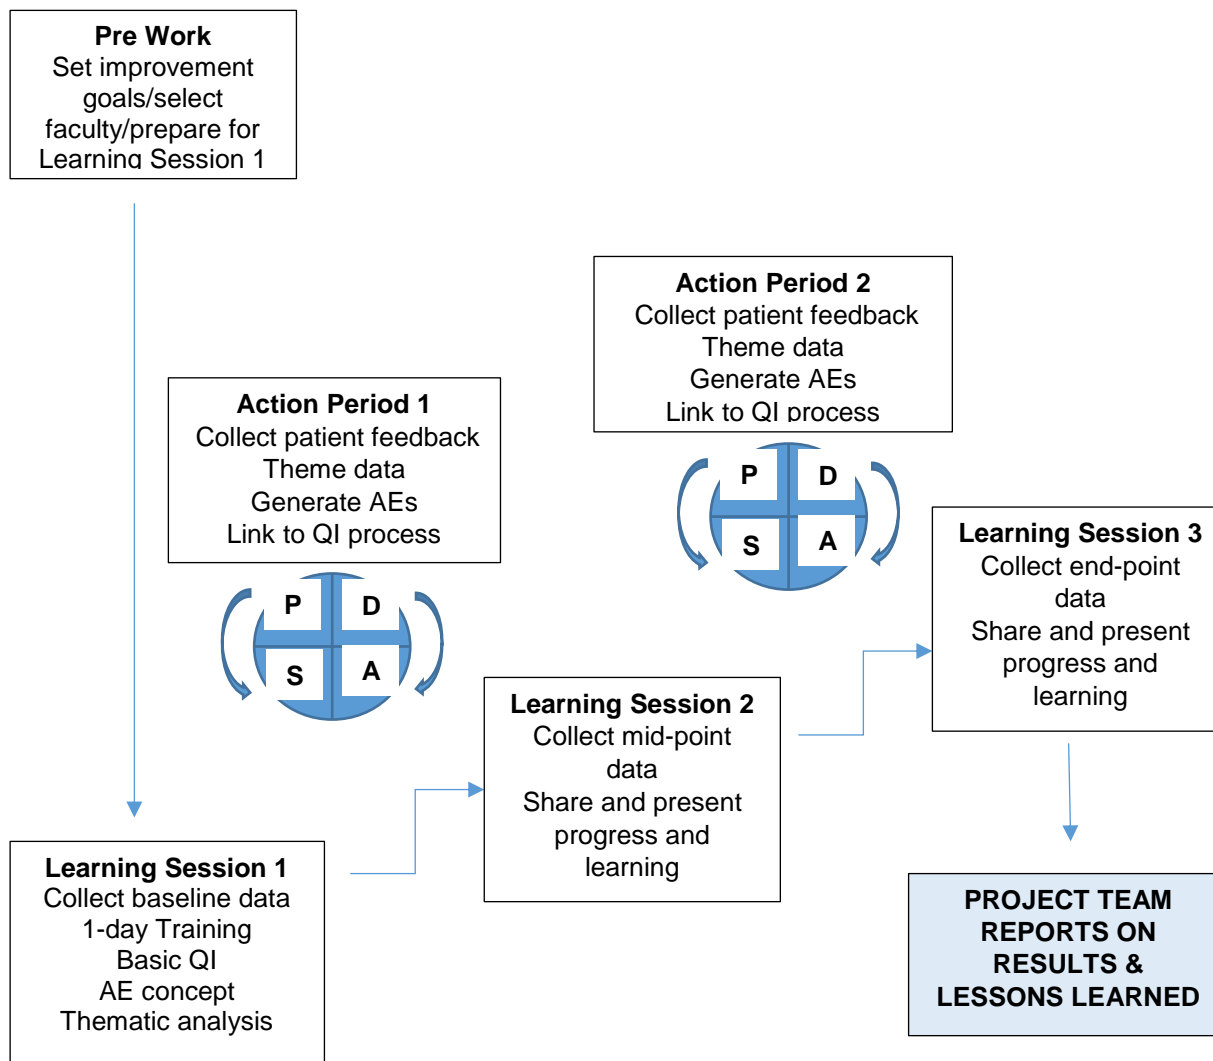 Pre Work
Set improvement
goals/select
faculty/prepare for
Learning Session 1
Action Period 2
Collect patient feedback
Theme data
Generate AEs
Link to QI process
P D
S A
Action Period 1
Collect patient feedback
Theme data
Generate AEs
Link to QI process
P D
S A
Learning Session 3
Collect end-point
data
Share and present
progress and
learning
Learning Session 2
Collect mid-point
data
Share and present
progress and
learning
Learning Session 1
Collect baseline data
1-day Training
Basic QI
AE concept
Thematic analysis
PROJECT TEAM
REPORTS ON
RESULTS &
LESSONS LEARNED